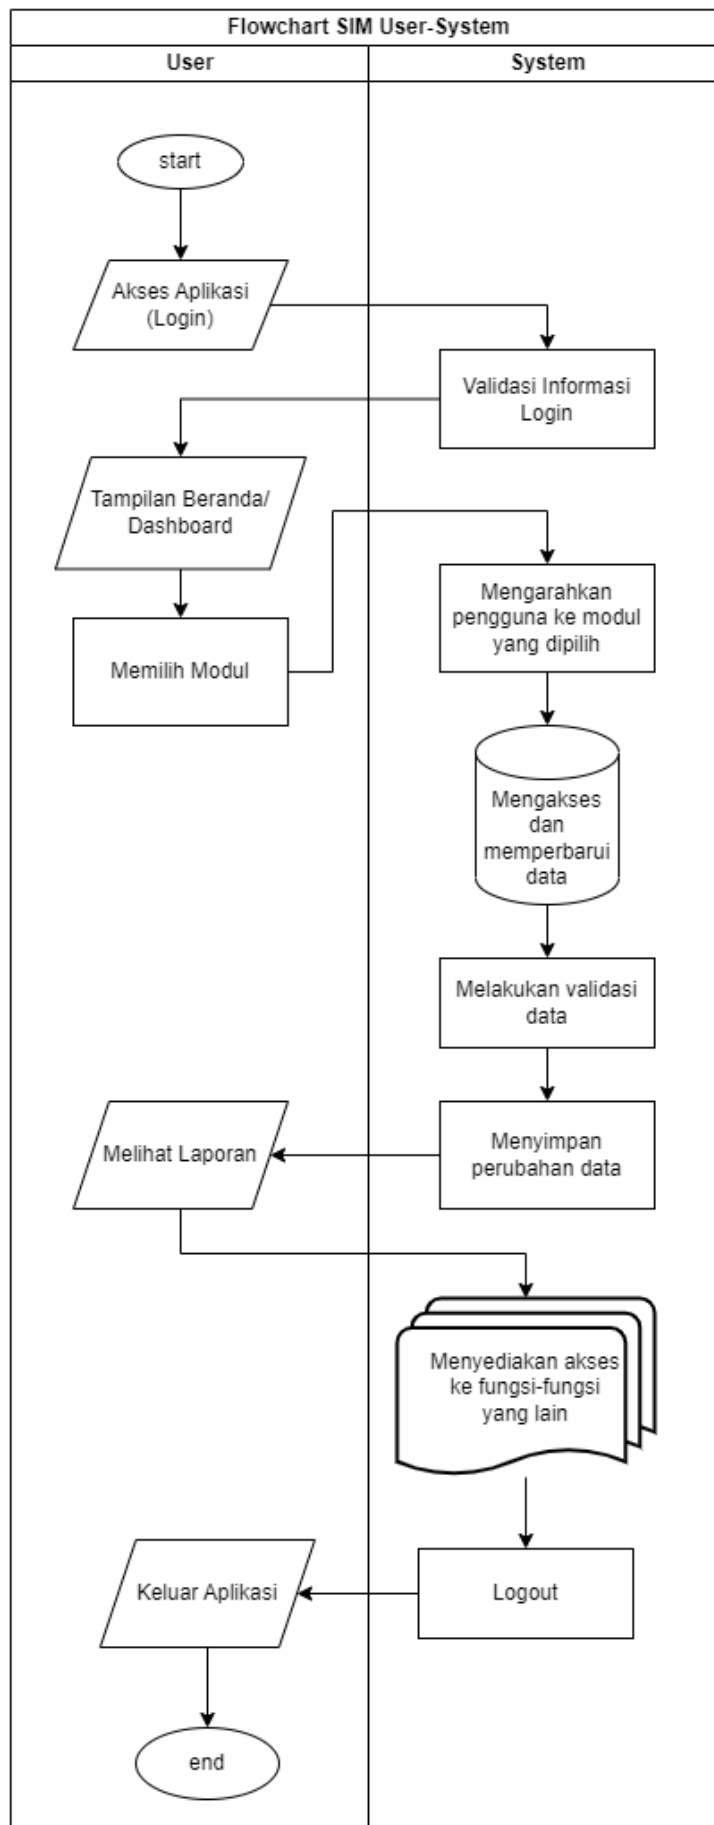 Flowchart SIM User-System
User
System
start
Akses Aplikasi
(Login)
Validasi Informasi
Login
Tampilan Beranda/
Dashboard
Mengarahkan
pengguna ke modul
yang dipilih
Memilih Modul
Mengakses
dan
memperbarui
data
Melakukan validasi
data
Melihat Laporan
Menyimpan
perubahan data
Menyediakan akses
ke fungsi-fungsi
yang lain
Keluar Aplikasi
Logout
end